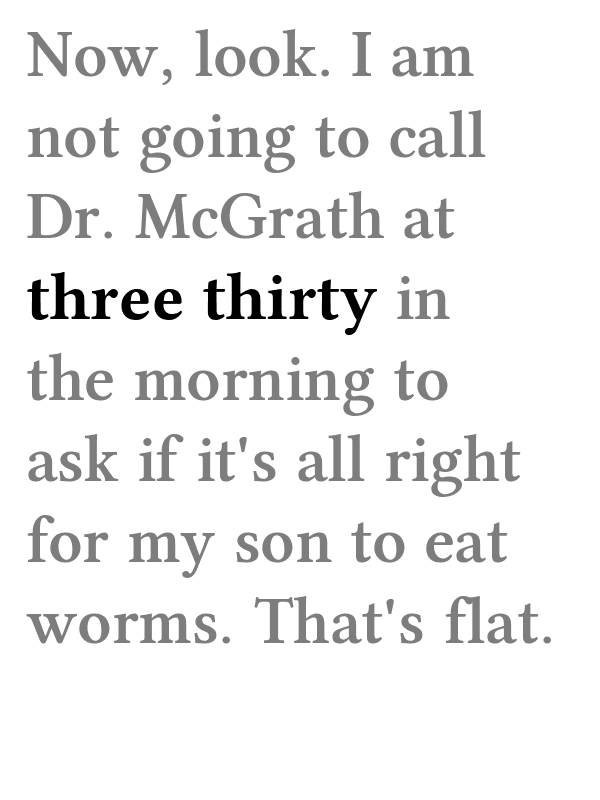 Now, look. I am
not going to call
Dr. McGrath at
three thirty in
the morning to
ask if it's all right
for my son to eat
worms. That's flat.